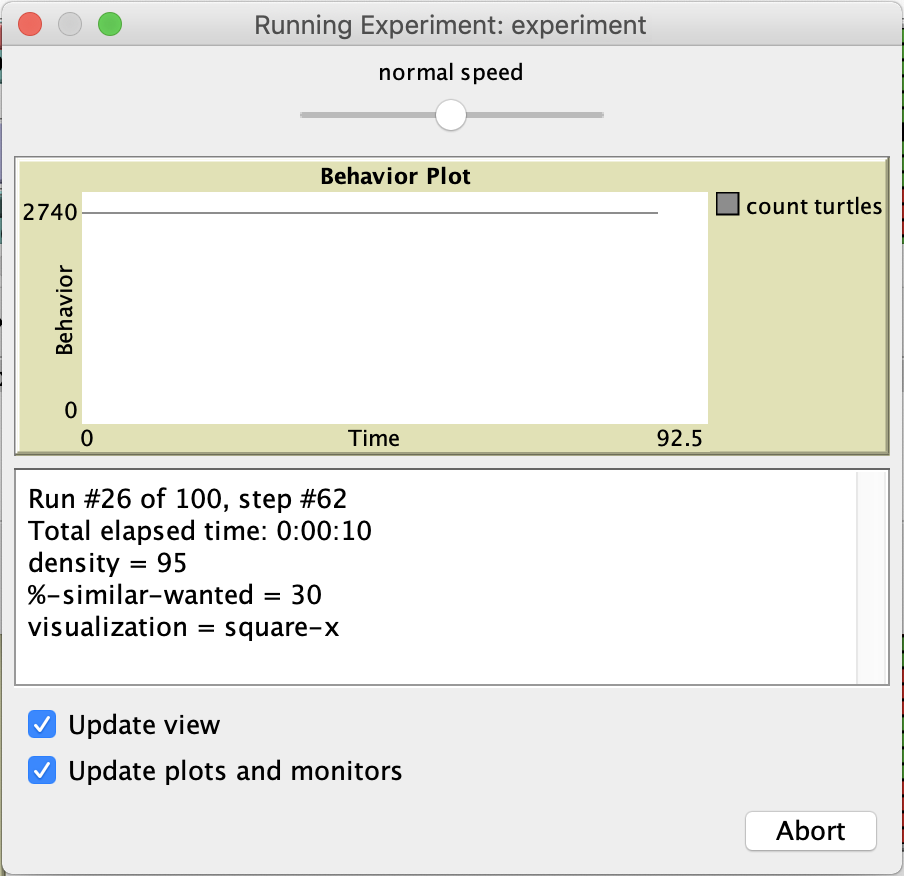 Running Experiment: experiment
normal speed
Behavior Plot
2740
count turtles
Behavior
0
0
Time
92.5
Run #26 of 100, step #62
Total elapsed time: 0:00:10
density = 95
%-similar-wanted = 30
visualization = square-x
Update view
Update plots and monitors
Abort